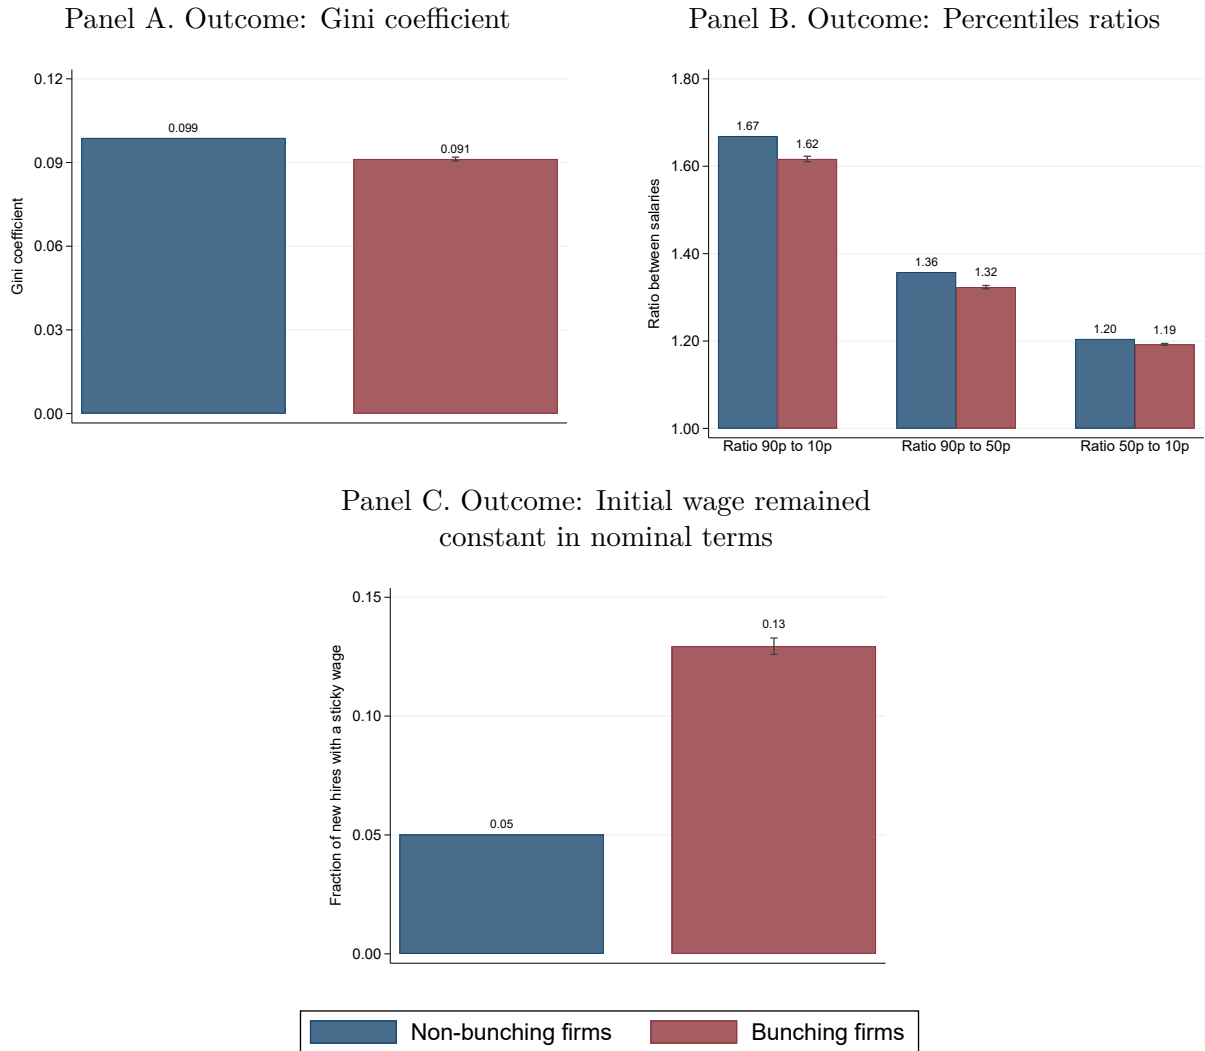 Panel A. Outcome: Gini coefficient
Gini coefficient
0.12
0.09
0.06
0.03
0.00
0.099
0.091
Panel B. Outcome: Percentiles ratios
Ratio between salaries
1.80
1.60
1.40
1.20
1.00
1.67
1.62
1.36
1.32
1.20
1.19
Ratio 90p to 10p
Ratio 90p to 50p
Ratio 50p to 10p
Panel C. Outcome: Initial wage remained
constant in nominal terms
Fraction of new hires with a sticky wage
0.15
0.10
0.05
0.00
0.05
0.13
Non-bunching firms
Bunching firms